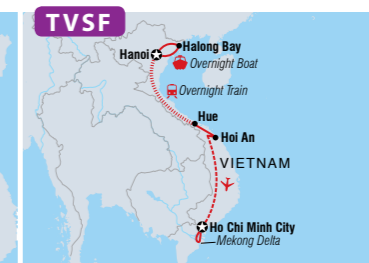 TVSF
Halong Bay
Hanoi
Overnight Boat
Overnight Train
Hue
Hoi An
VIETNAM
Ho Chi Minh City
Mekong Delta